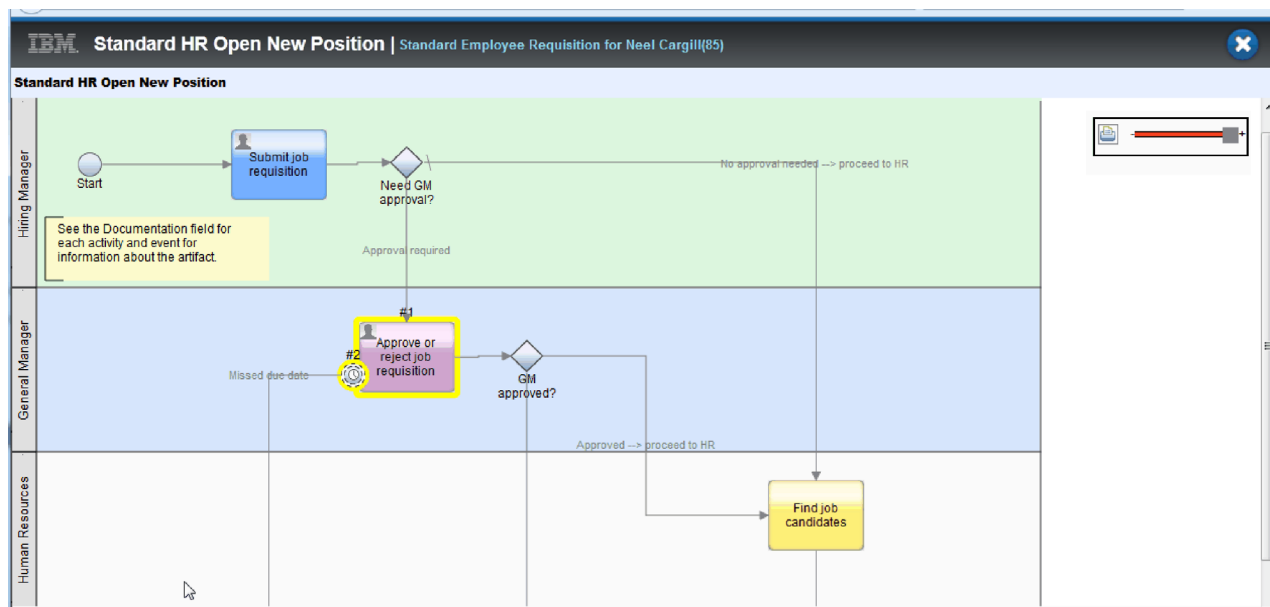 IBM. Standard HR Open New Position | Standard Employee Requisition for Neel Cargill(85)
Standard HR Open New Position
Hiring Manager
Start
Submit job
requisition
Need GM
approval?
No approval needed --> proceed to HR
See the Documentation field for
each activity and event for
information about the artifact.
Approval required
General Manager
#1
Approve or
reject job
requisition
#2
Missed due date
GM
approved?
Approved --> proceed to HR
Human Resources
Find job
candidates
- +